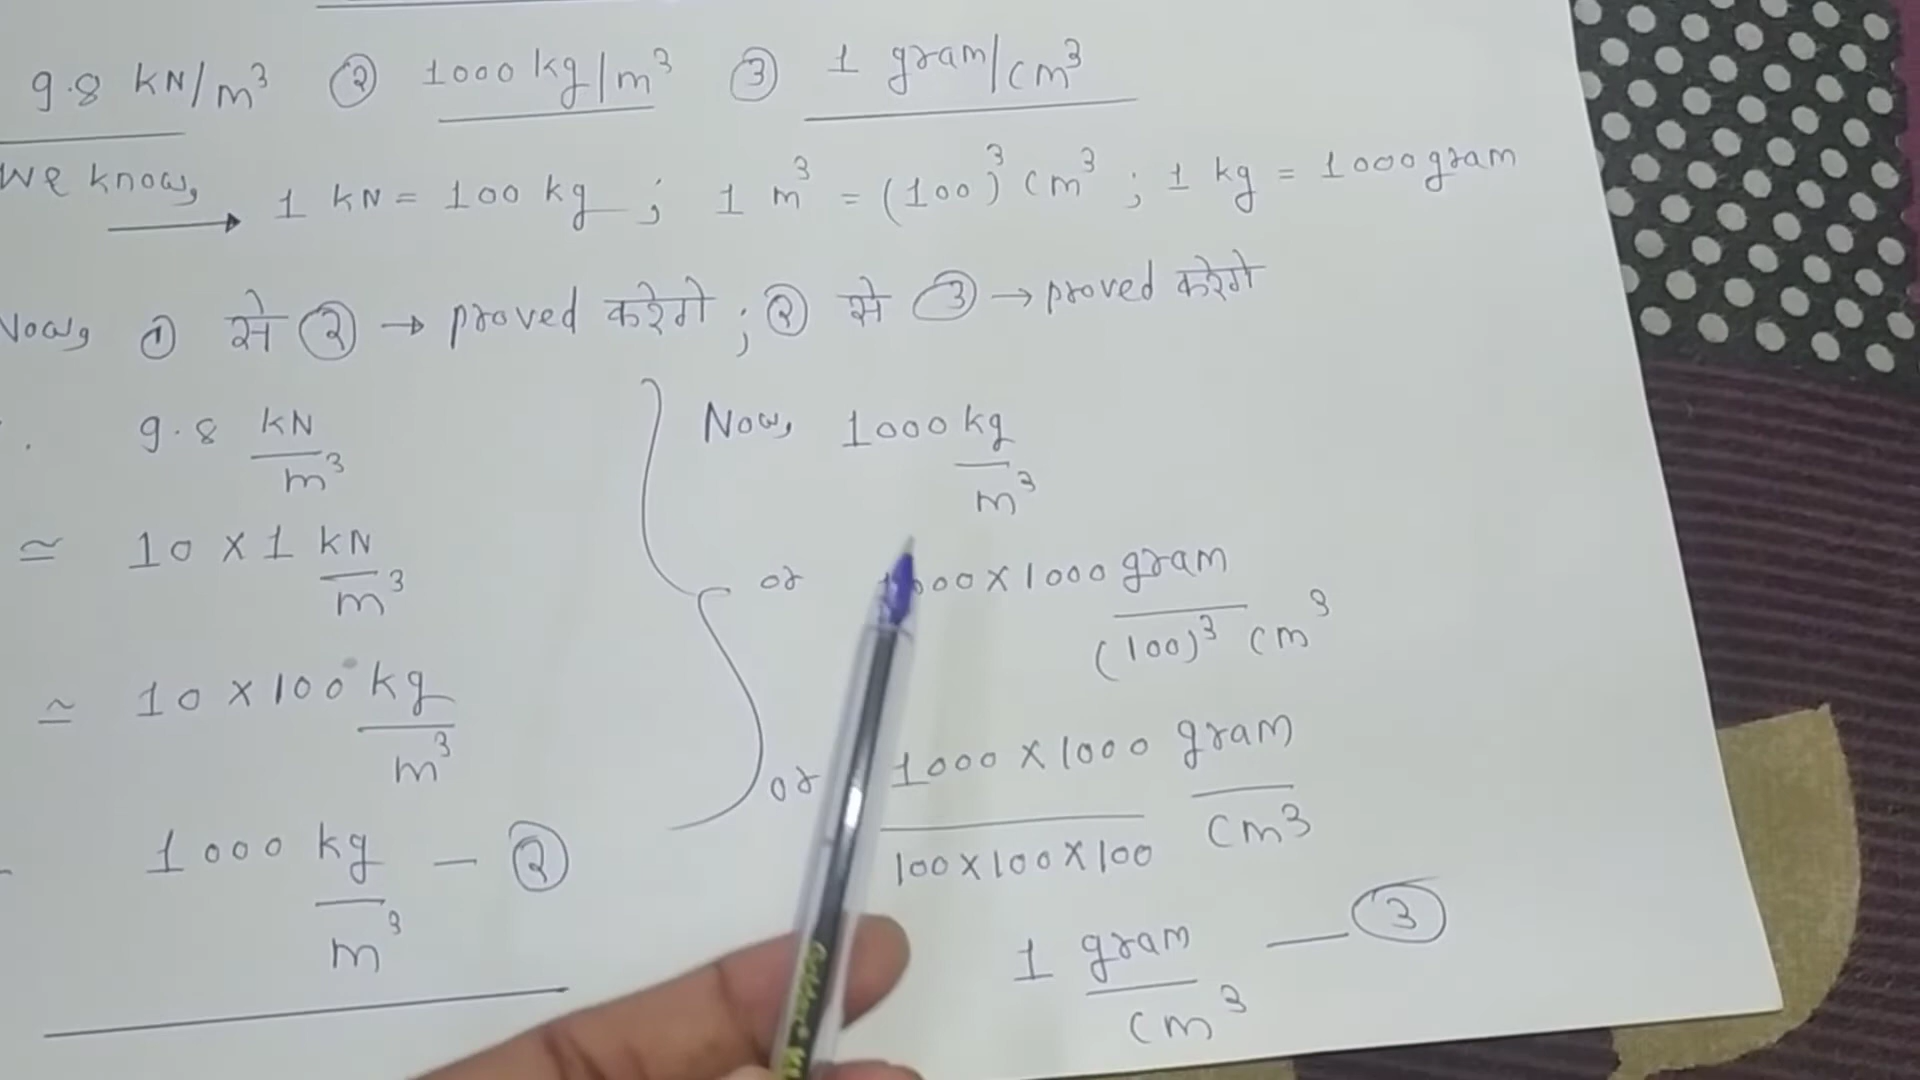 9.8 kN/m³ ② 1000 kg/m³ ③ 1 gram/cm³
We know, → 1 kN = 100 kg ; 1 m³ = (100)³ cm³ ; 1 kg = 1000 gram
Now, ① से ② → proved करेगे ; ② से ③ → proved करेगे
9.8 kN/m³
≃ 10 × 1 kN/m³
≃ 10 × 100 kg/m³
1000 kg/m³ — ②
Now, 1000 kg/m³
or 1000 × 1000 gram/(100)³ cm³
or 1000 × 1000/100 × 100 × 100 gram/cm³
1 gram/cm³ — ③